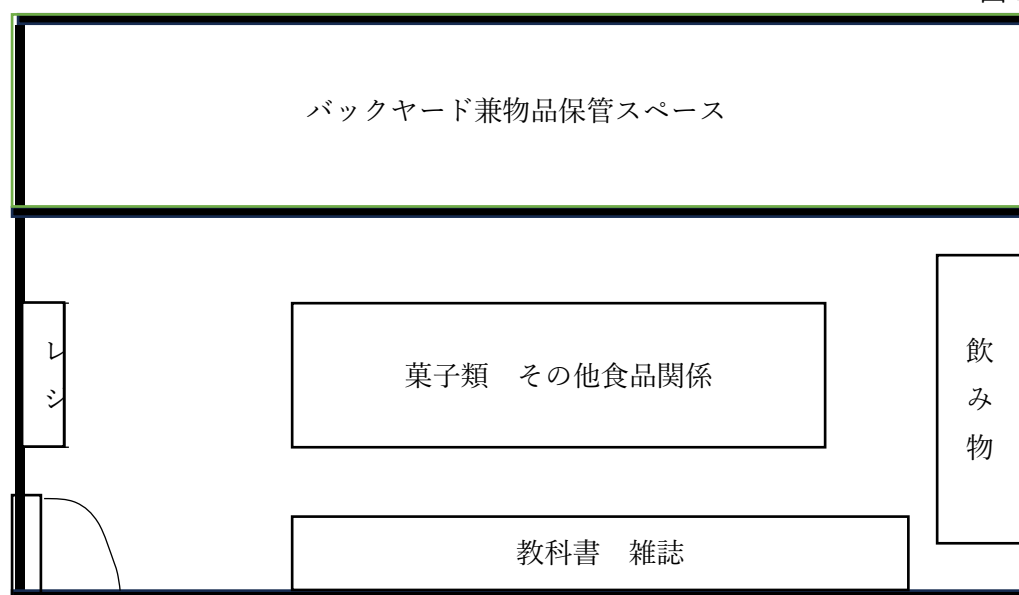 バックヤード兼物品保管スペース
レシ
菓子類　その他食品関係
飲み物
教科書　雑誌